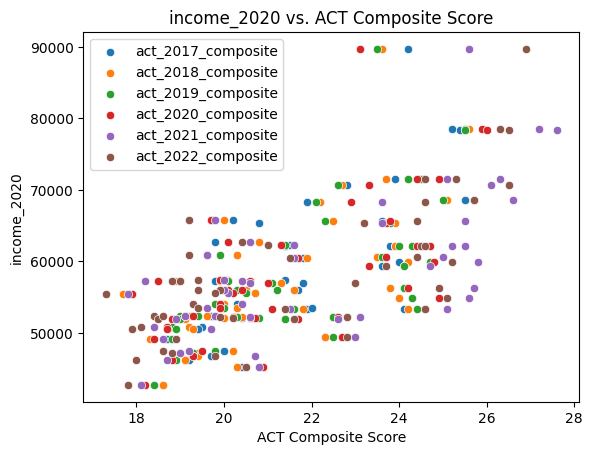 income_2020 vs. ACT Composite Score
act_2017_composite
act_2018_composite
act_2019_composite
act_2020_composite
act_2021_composite
act_2022_composite
income_2020
90000
80000
70000
60000
50000
18 20 22 24 26 28
ACT Composite Score